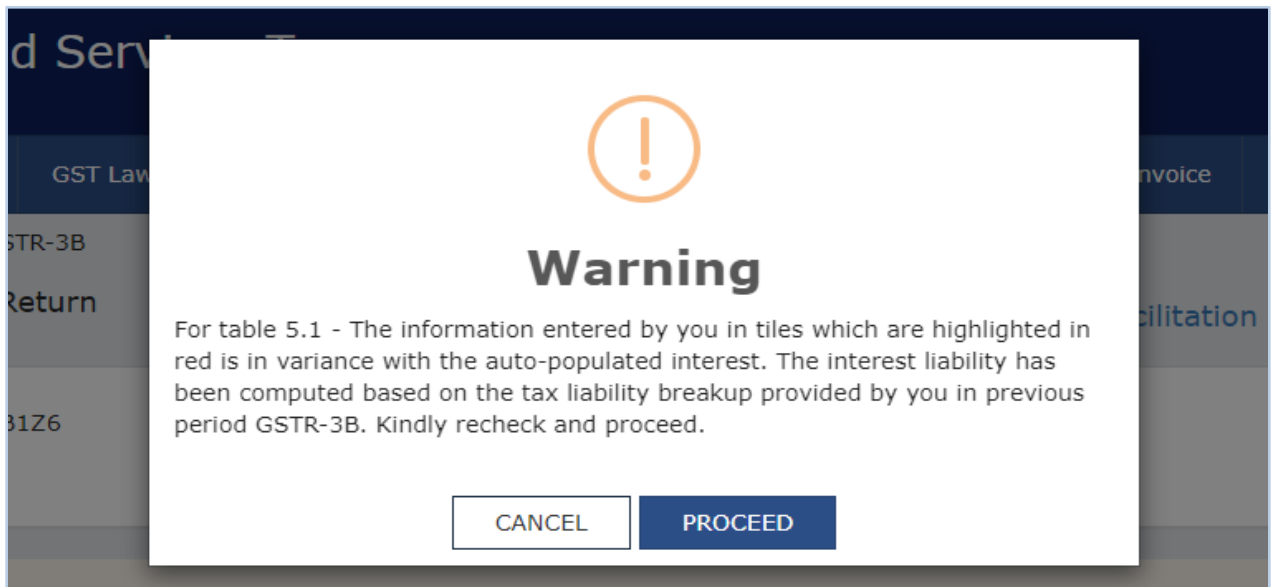 d Serv
GST Law
nvoice
STR-3B
Return
cilitation
Warning
For table 5.1 - The information entered by you in tiles which are highlighted in
red is in variance with the auto-populated interest. The interest liability has
been computed based on the tax liability breakup provided by you in previous
period GSTR-3B. Kindly recheck and proceed.
31Z6
CANCEL
PROCEED